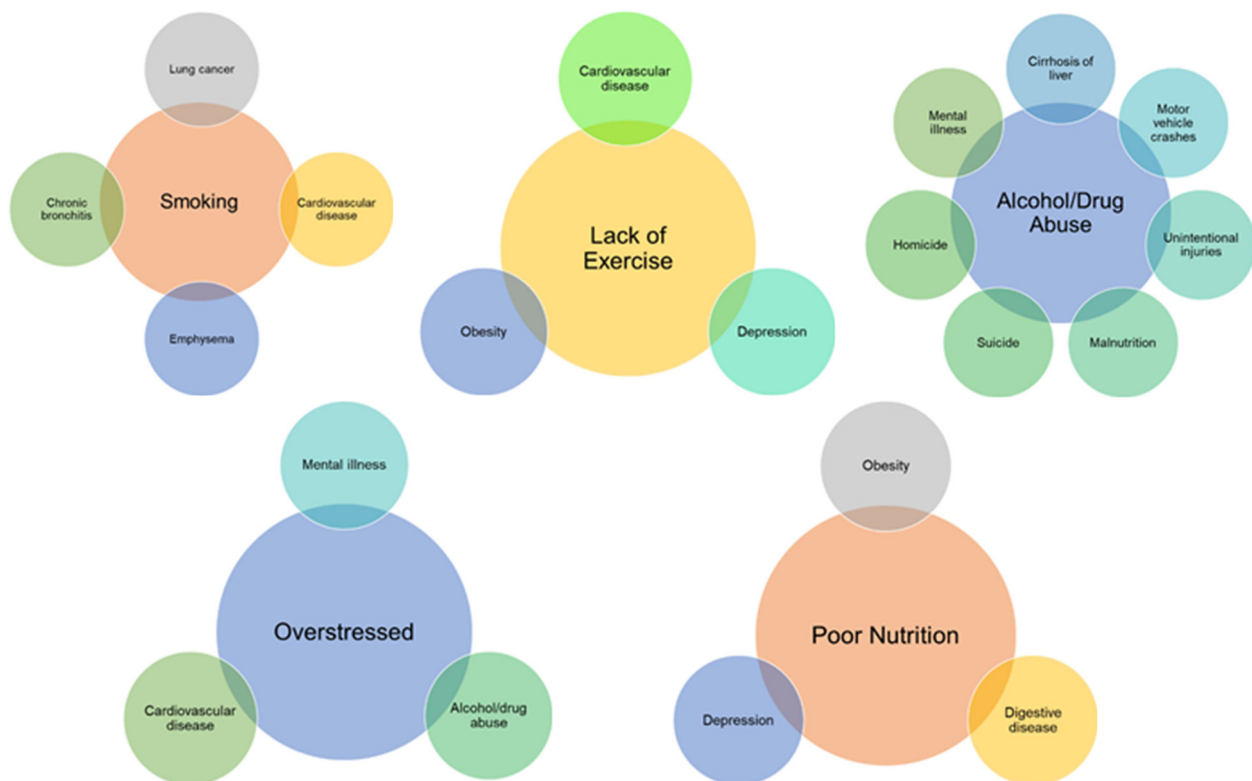 Lung cancer
Smoking
Chronic
bronchitis
Cardiovascular
disease
Emphysema
Cardiovascular
disease
Lack of
Exercise
Obesity
Depression
Cirrhosis of
liver
Mental
illness
Motor
vehicle
crashes
Alcohol/Drug
Abuse
Homicide
Unintentional
injuries
Suicide
Malnutrition
Mental illness
Overstressed
Cardiovascular
disease
Alcohol/drug
abuse
Obesity
Poor Nutrition
Depression
Digestive
disease